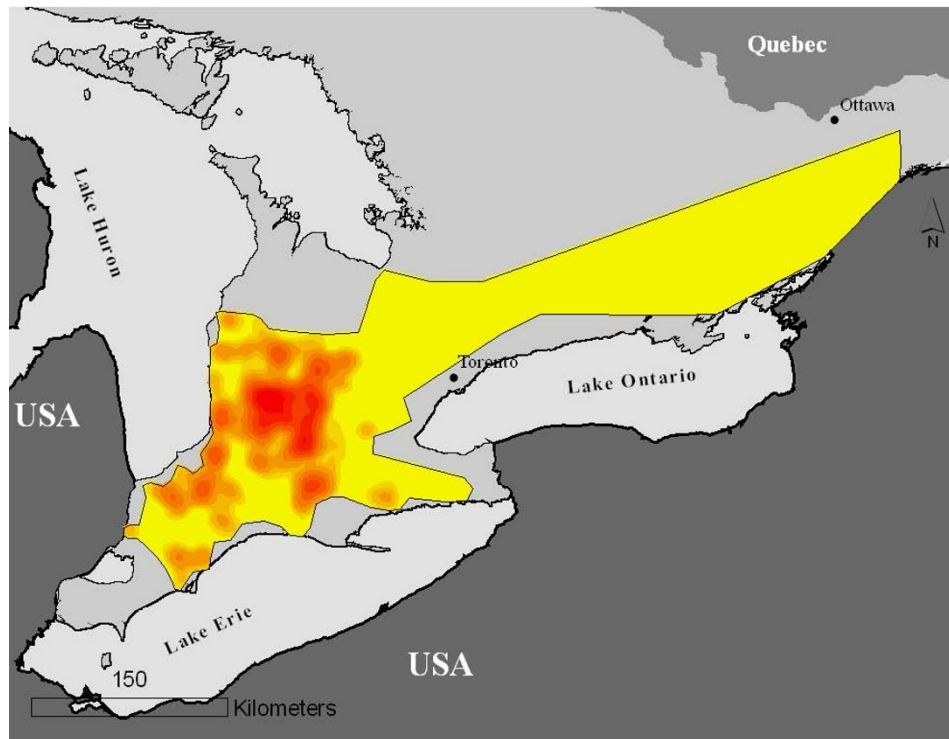 Quebec
Ottawa
Lake Huron
N
Toronto
Lake Ontario
USA
Lake Erie
USA
150
Kilometers